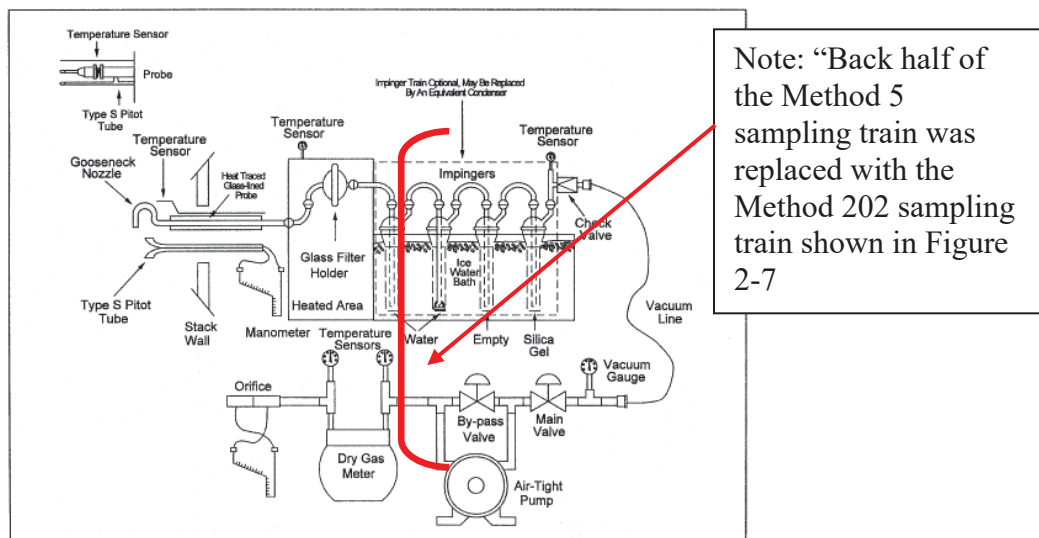 Temperature Sensor
Probe
Type S Pitot
Tube
Temperature
Sensor
Gooseneck
Nozzle
Heat Traced
Glass-lined
Probe
Temperature
Sensor
Impinger Train Optional, May Be Replaced
By An Equivalent Condenser
Temperature
Sensor
Impingers
Check
Valve
Glass Filter
Holder
Ice
Water
Bath
Heated Area
Type S Pitot
Tube
Stack
Wall
Manometer
Temperature
Sensors
Water
Empty
Silica
Gel
Vacuum
Line
Vacuum
Gauge
Orifice
By-pass
Valve
Main
Valve
Dry Gas
Meter
Air-Tight
Pump
Note: “Back half of
the Method 5
sampling train was
replaced with the
Method 202 sampling
train shown in Figure
2-7